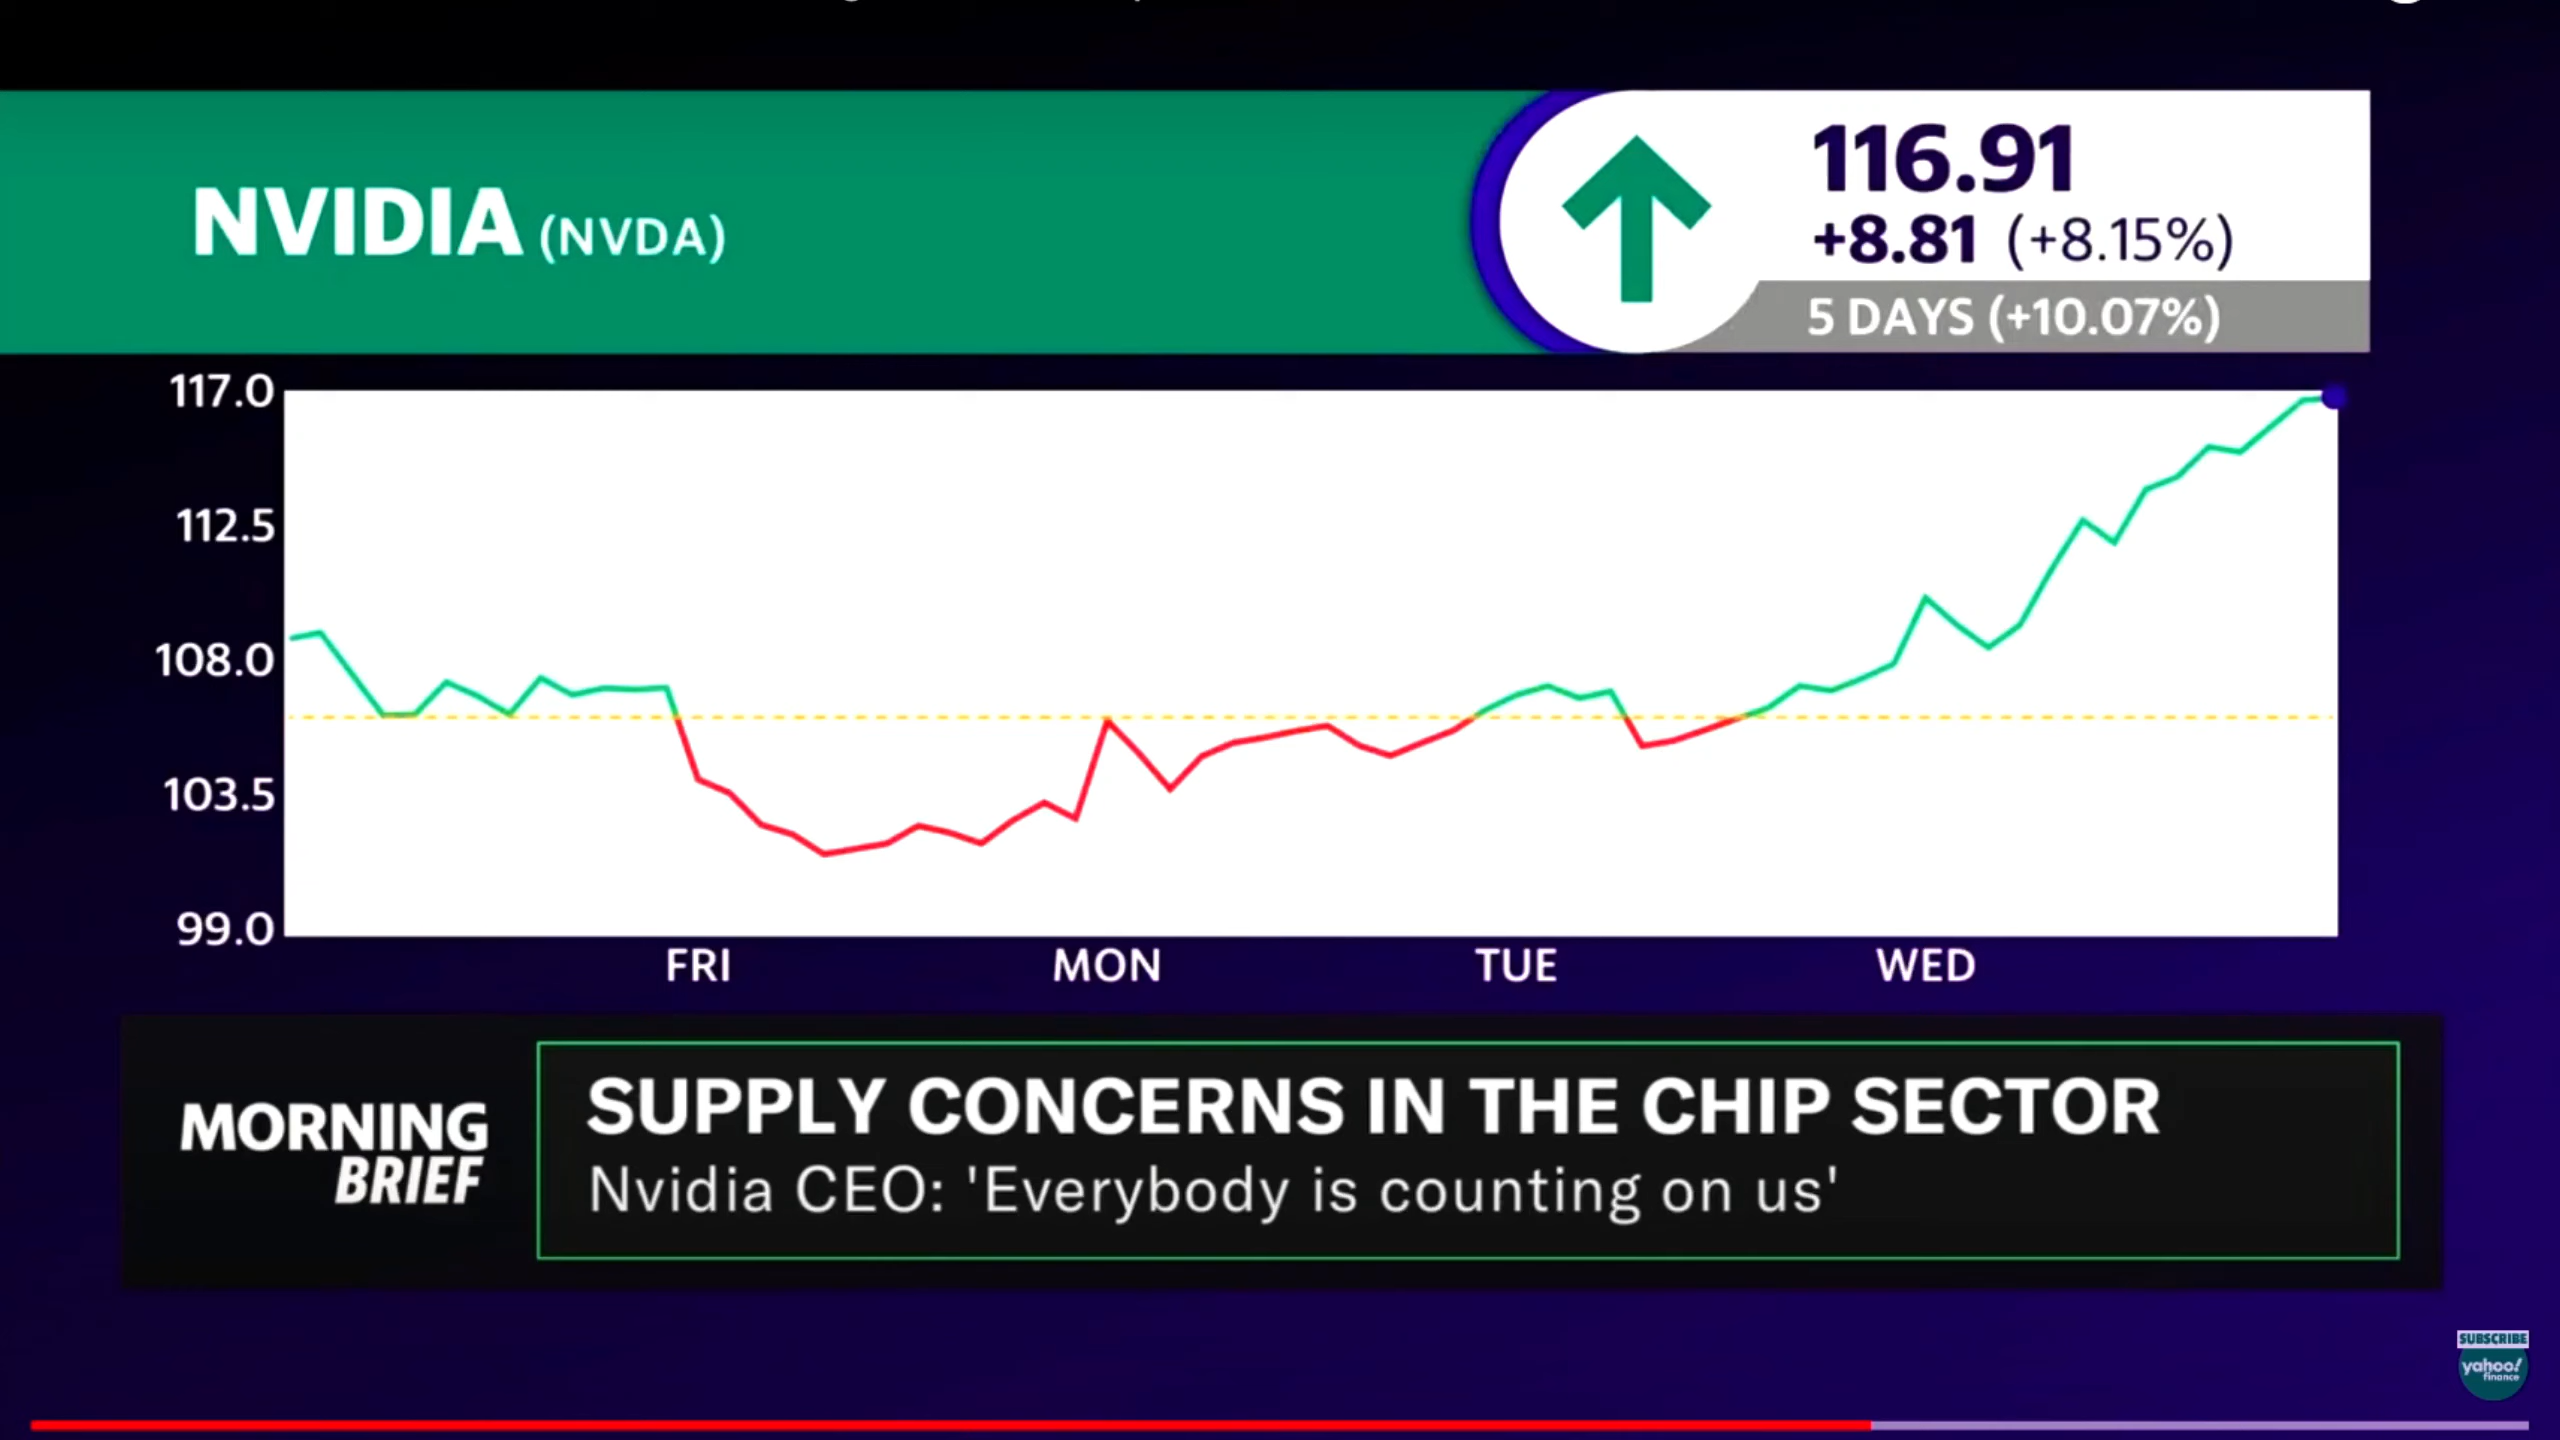 NVIDIA (NVDA)
116.91
+8.81 (+8.15%)
5 DAYS (+10.07%)
117.0
112.5
108.0
103.5
99.0
FRI MON TUE WED
MORNING
BRIEF
SUPPLY CONCERNS IN THE CHIP SECTOR
Nvidia CEO: 'Everybody is counting on us'
SUBSCRIBE
yahoo!
finance